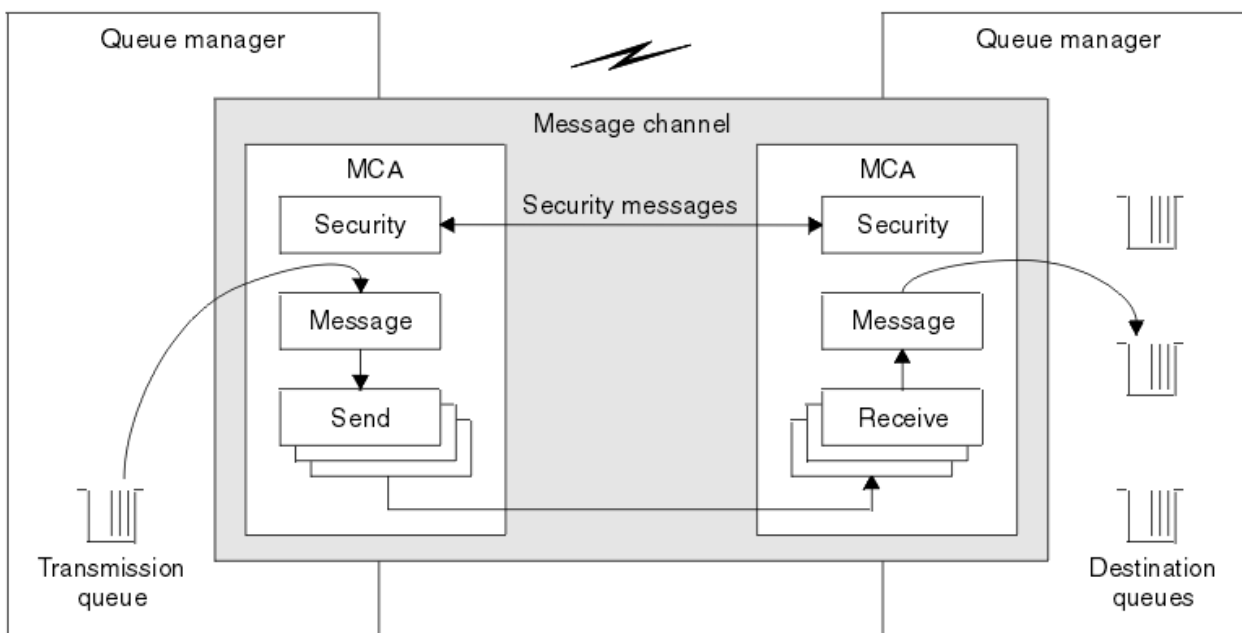 Queue manager
Queue manager
Message channel
MCA
MCA
Security
Security messages
Security
Message
Message
Send
Receive
Transmission
queue
Destination
queues